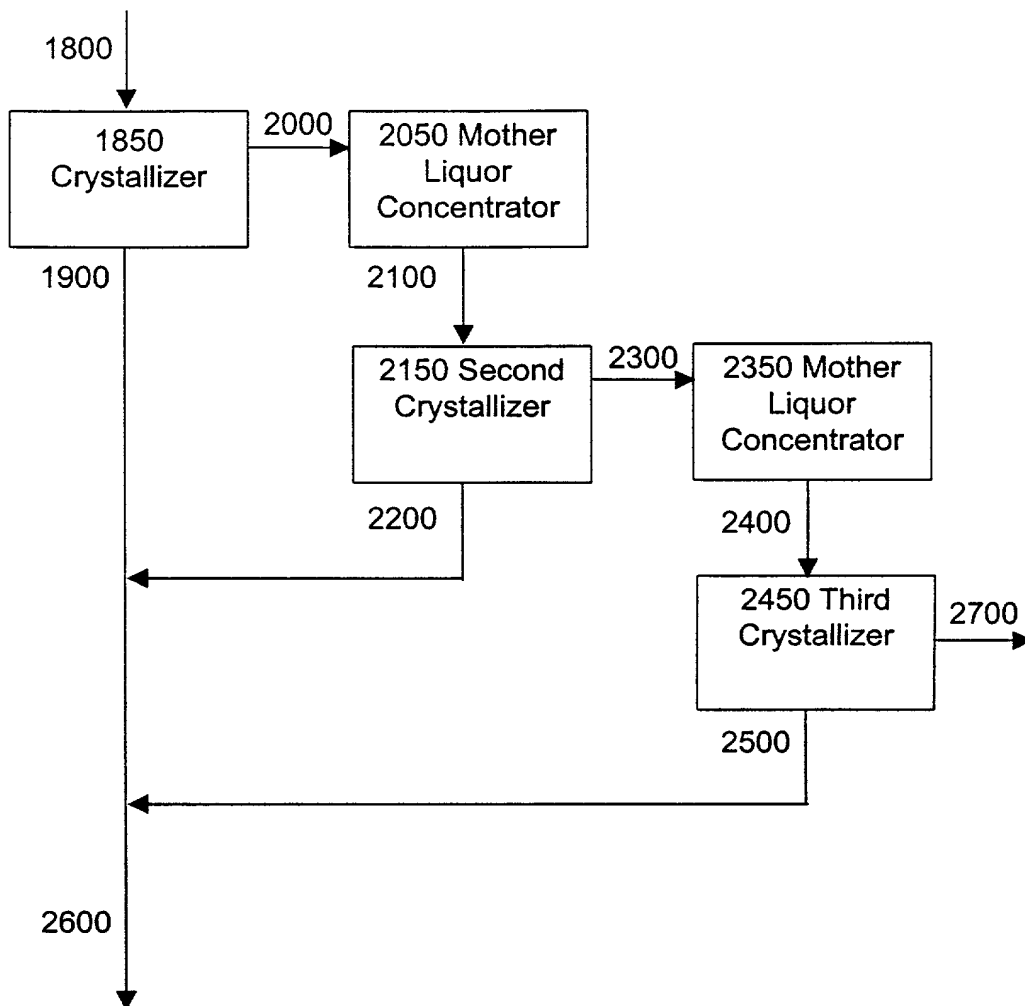 1800
1850
Crystallizer
2000
2050 Mother
Liquor
Concentrator
1900
2100
2150 Second
Crystallizer
2300
2350 Mother
Liquor
Concentrator
2200
2400
2450 Third
Crystallizer
2700
2500
2600